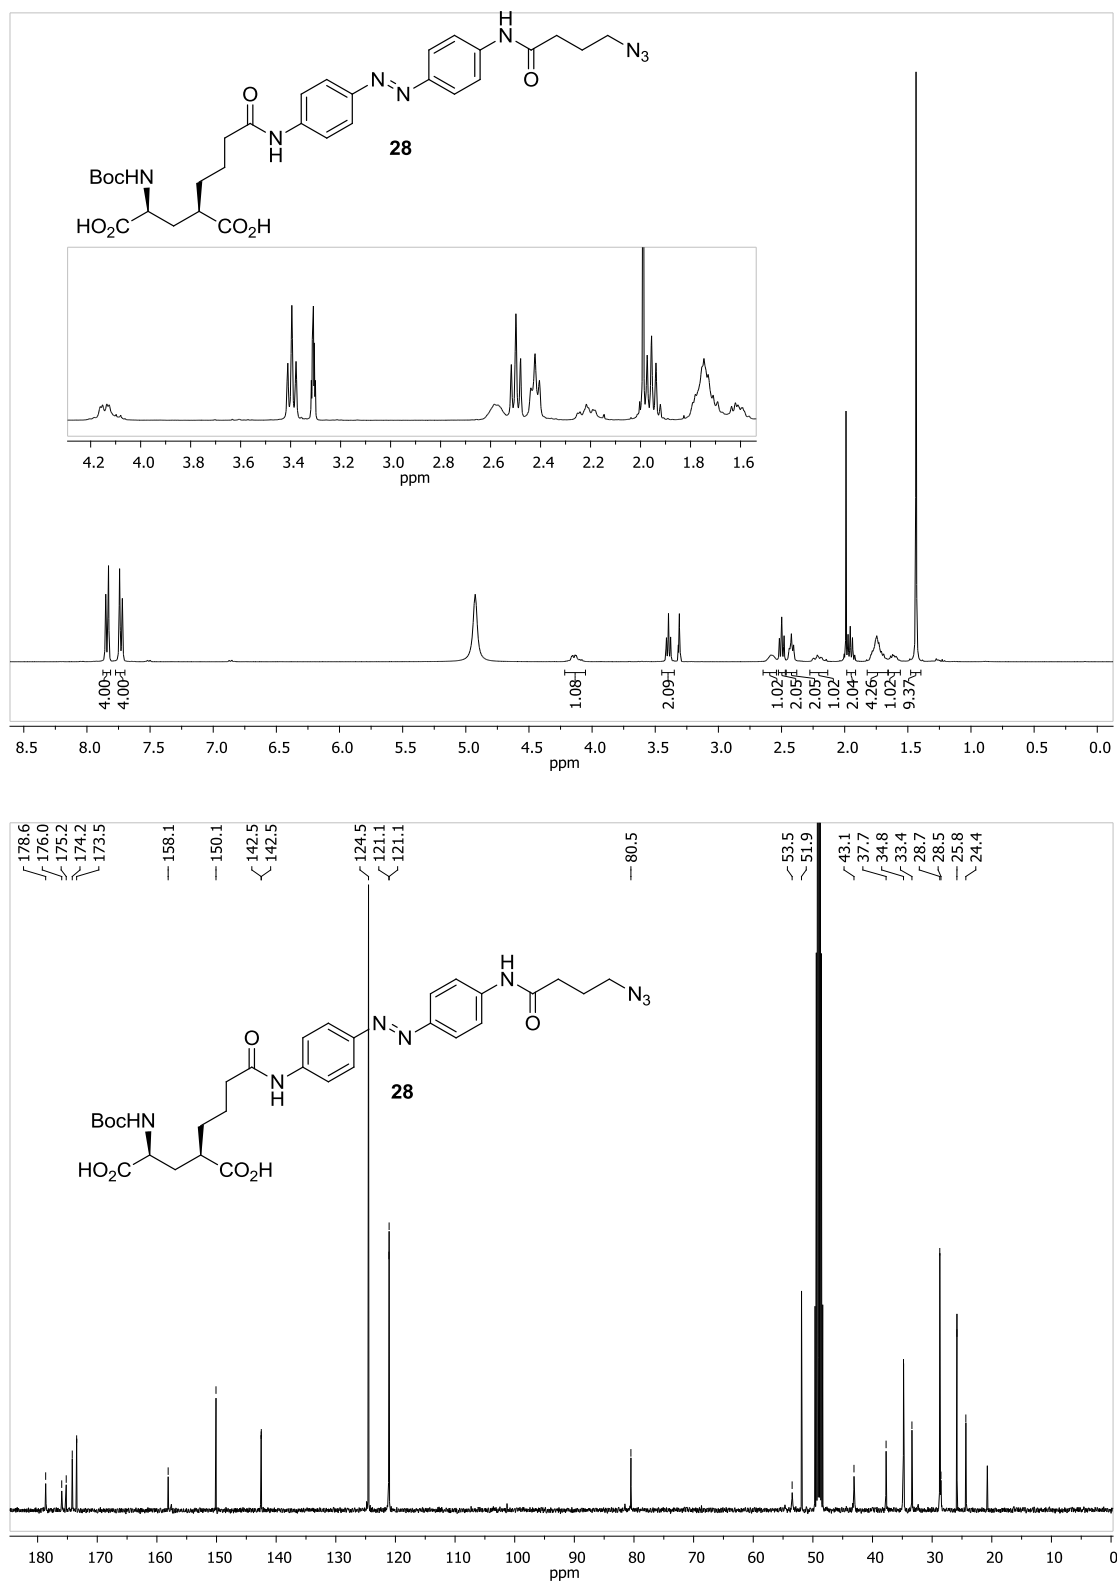 H
N
O
N3
N
N
O
N
H
28
BocHN
HO2C
CO2H
4.2 4.0 3.8 3.6 3.4 3.2 3.0 2.8 2.6 2.4 2.2 2.0 1.8 1.6
ppm
4.00 4.00 1.08 2.09 1.02 2.05 2.05 1.02 2.04 4.26 1.02 9.37
8.5 8.0 7.5 7.0 6.5 6.0 5.5 5.0 4.5 4.0 3.5 3.0 2.5 2.0 1.5 1.0 0.5 0.0
ppm
178.6 176.0 175.2 174.2 173.5 158.1 150.1 142.5 142.5 124.5 121.1 121.1 80.5 53.5 51.9 43.1 37.7 34.8 33.4 28.7 28.5 25.8 24.4
H
N
O
N3
N
N
O
N
H
28
BocHN
HO2C
CO2H
180 170 160 150 140 130 120 110 100 90 80 70 60 50 40 30 20 10 0
ppm